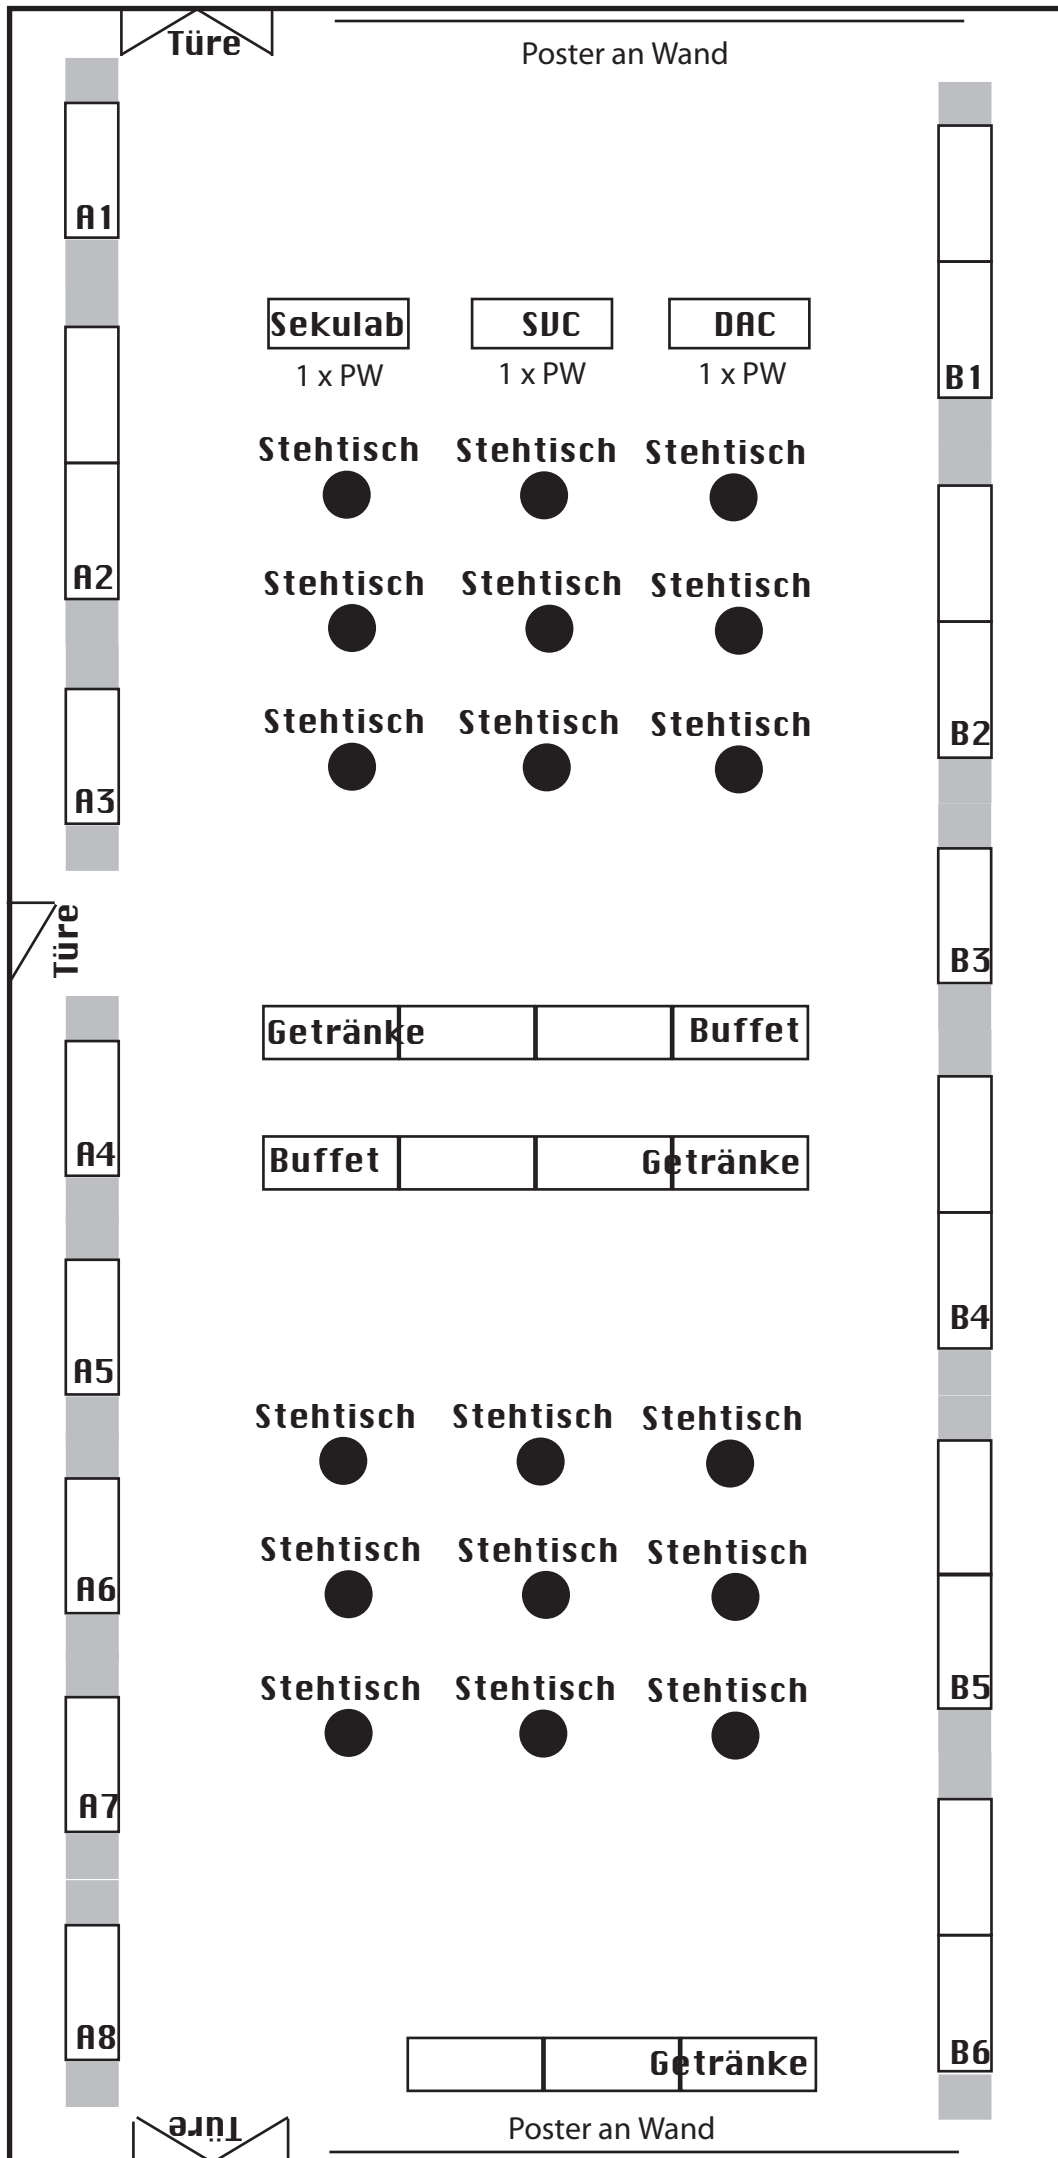 Türe
Poster an Wand
A1
Sekulab SVC DAC
1 x PW 1 x PW 1 x PW
B1
Stehtisch Stehtisch Stehtisch
A2
Stehtisch Stehtisch Stehtisch
Stehtisch Stehtisch Stehtisch
B2
A3
Türe
B3
Getränke Buffet
A4
Buffet Getränke
B4
A5
Stehtisch Stehtisch Stehtisch
Stehtisch Stehtisch Stehtisch
A6
Stehtisch Stehtisch Stehtisch
B5
A7
A8
Getränke
B6
Türe
Poster an Wand